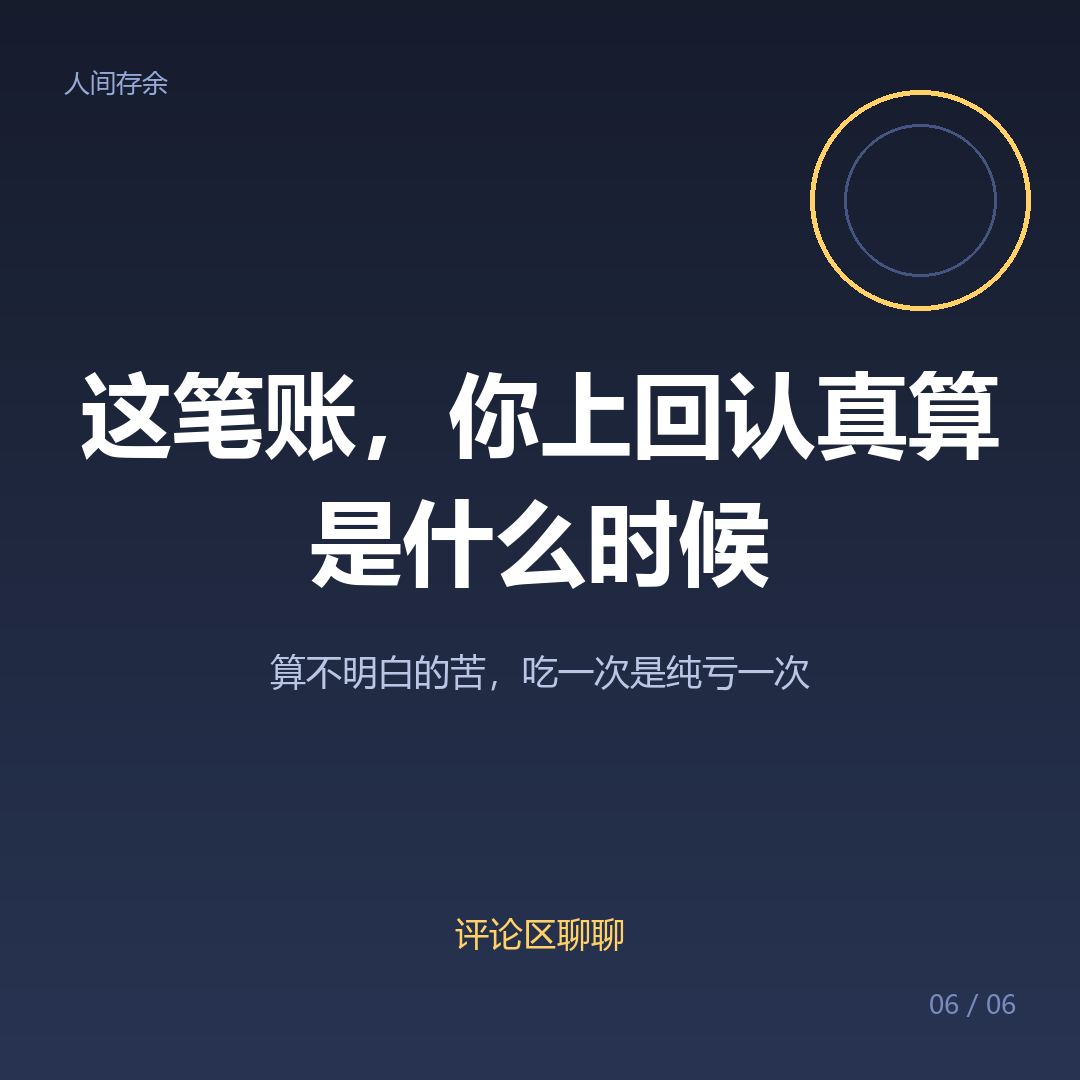 人间存余
这笔账，你上回认真算
是什么时候
算不明白的苦，吃一次是纯亏一次
评论区聊聊
06 / 06